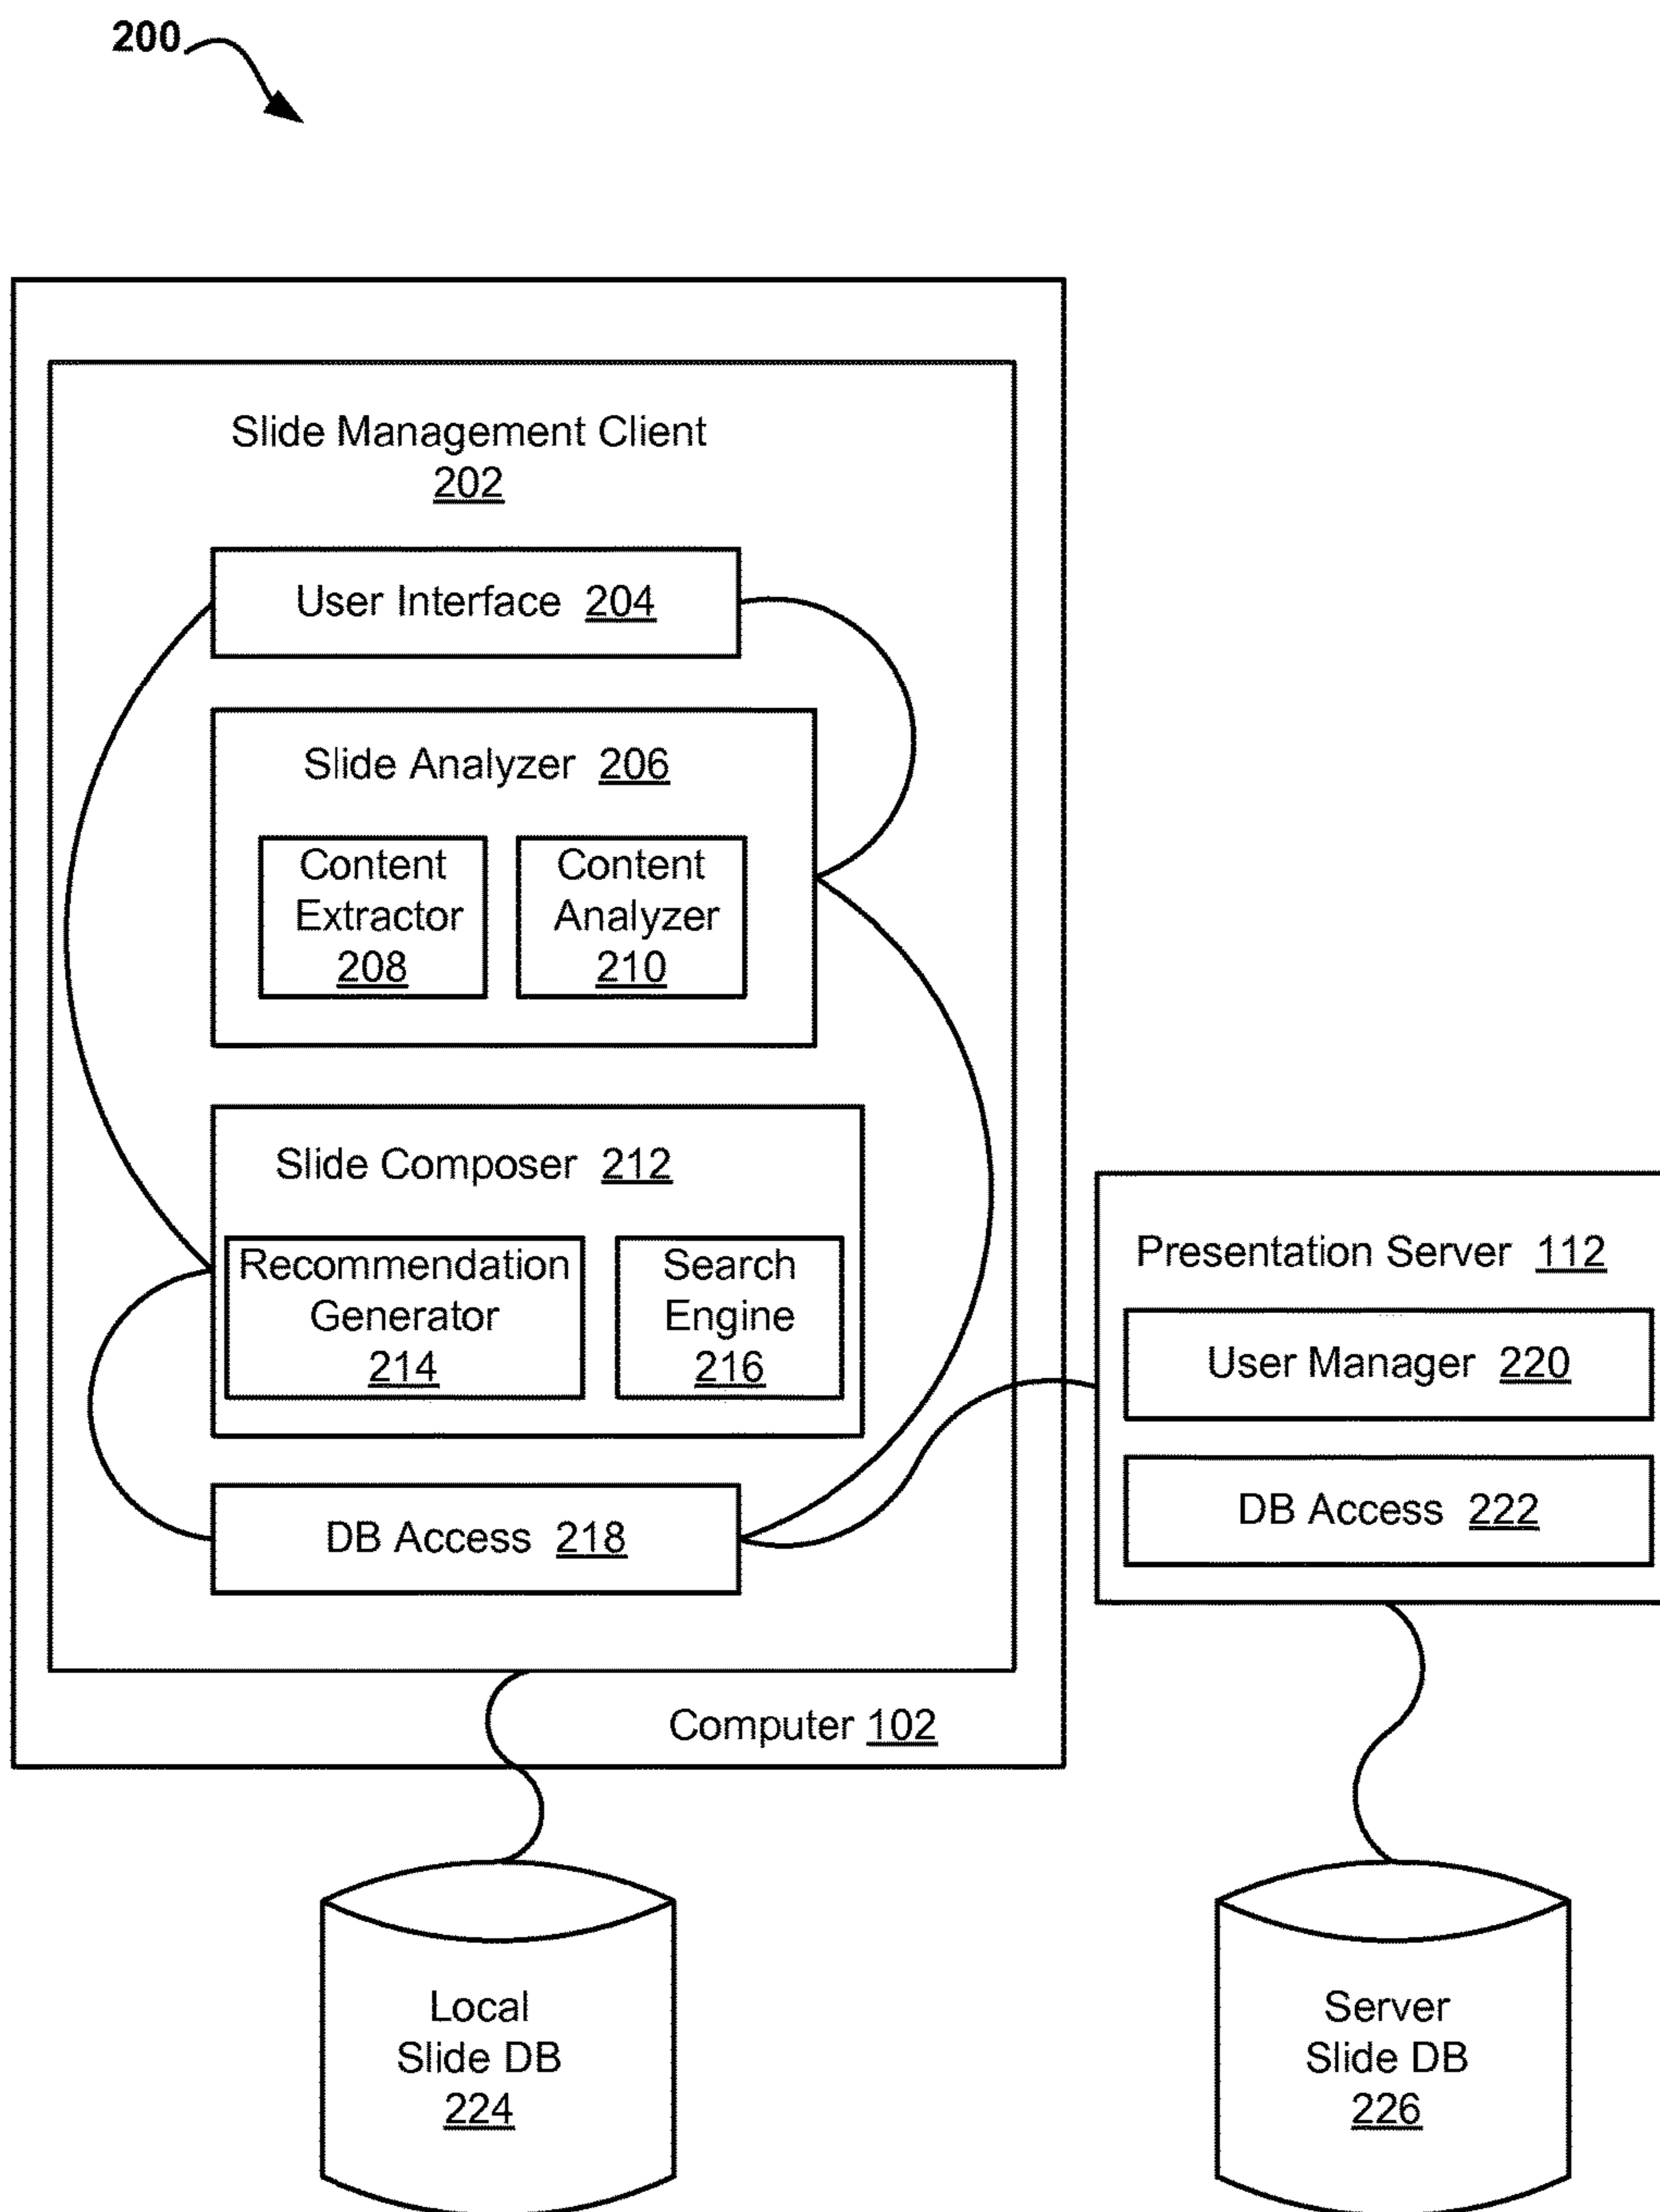 200
Slide Management Client
202
User Interface 204
Slide Analyzer 206
Content
Extractor
208
Content
Analyzer
210
Slide Composer 212
Recommendation
Generator
214
Search
Engine
216
DB Access 218
Computer 102
Presentation Server 112
User Manager 220
DB Access 222
Local
Slide DB
224
Server
Slide DB
226